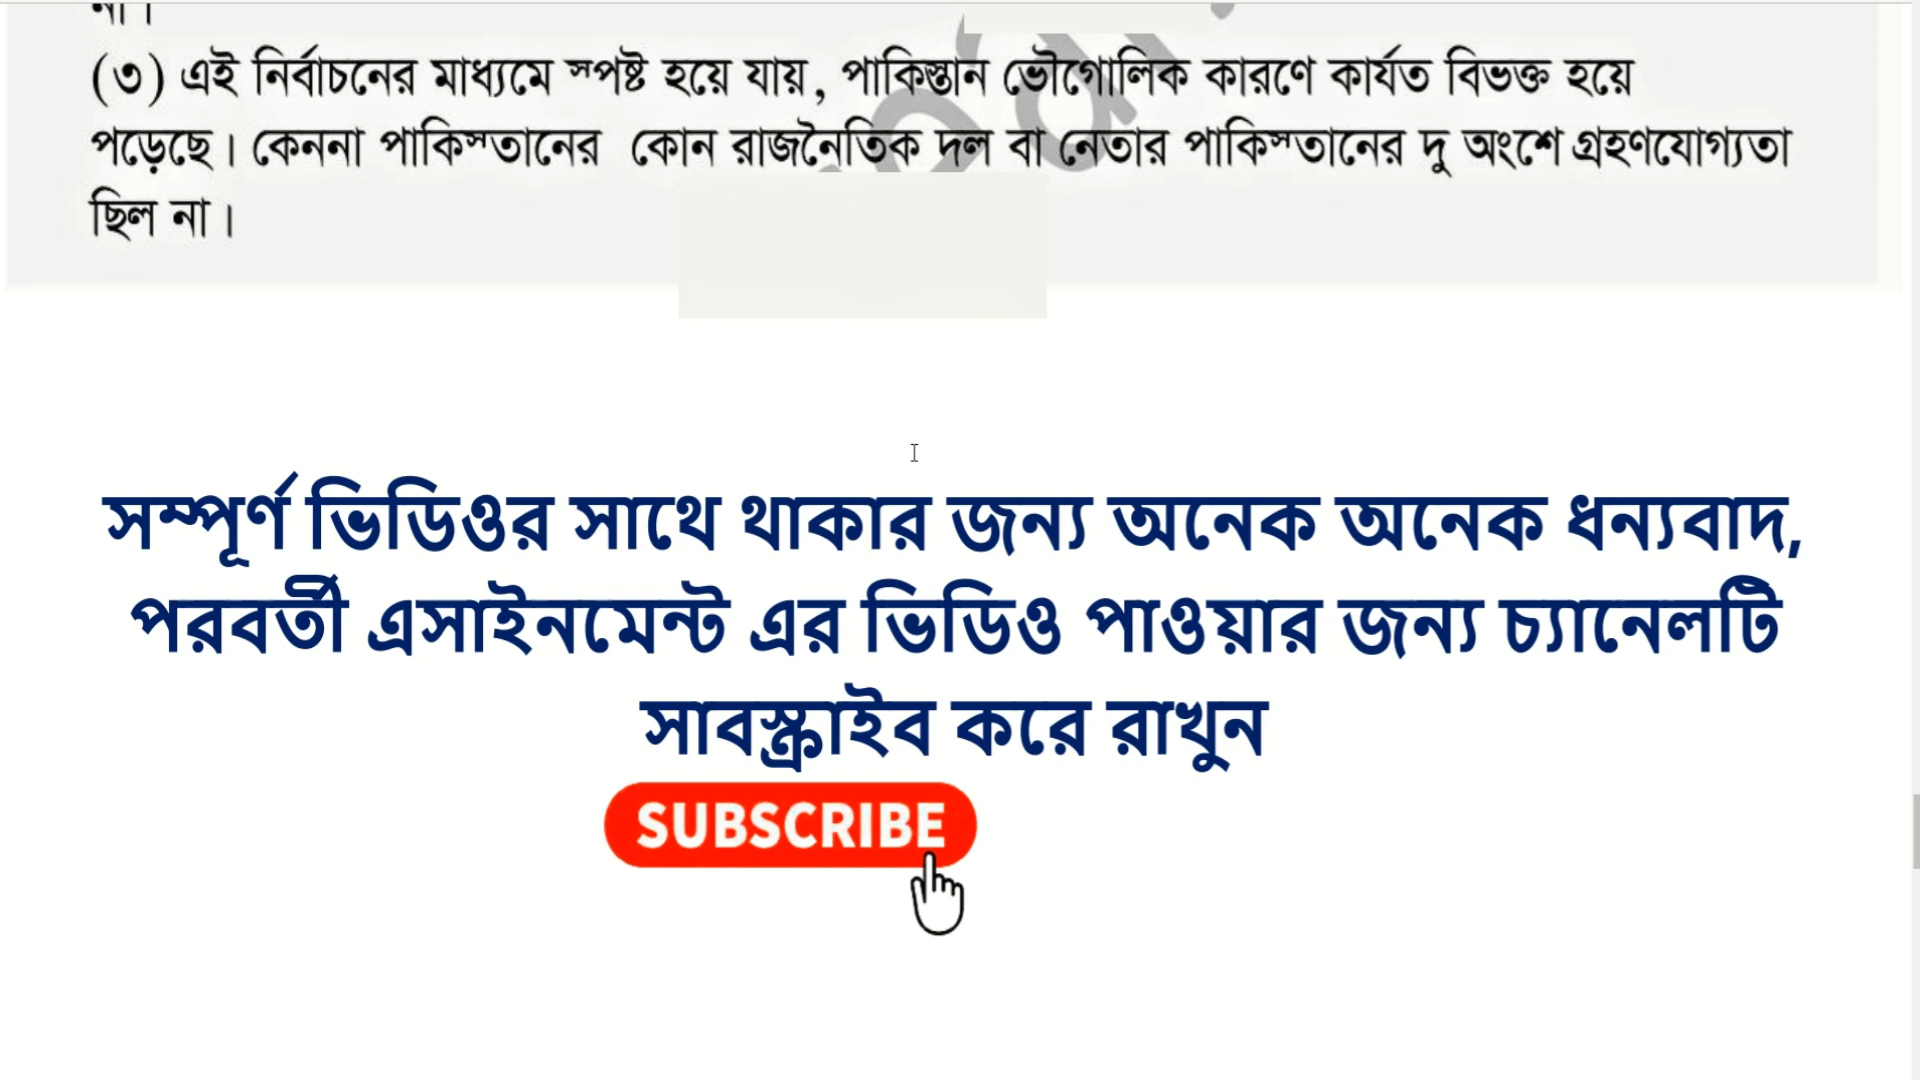 না।
(৩) এই নির্বাচনের মাধ্যমে স্পষ্ট হয়ে যায়, পাকিস্তান ভৌগোলিক কারণে কার্যত বিভক্ত হয়ে
পড়েছে। কেননা পাকিস্তানের কোন রাজনৈতিক দল বা নেতার পাকিস্তানের দু অংশে গ্রহণযোগ্যতা
ছিল না।
সম্পূর্ণ ভিডিওর সাথে থাকার জন্য অনেক অনেক ধন্যবাদ,
পরবর্তী এসাইনমেন্ট এর ভিডিও পাওয়ার জন্য চ্যানেলটি
সাবস্ক্রাইব করে রাখুন
SUBSCRIBE